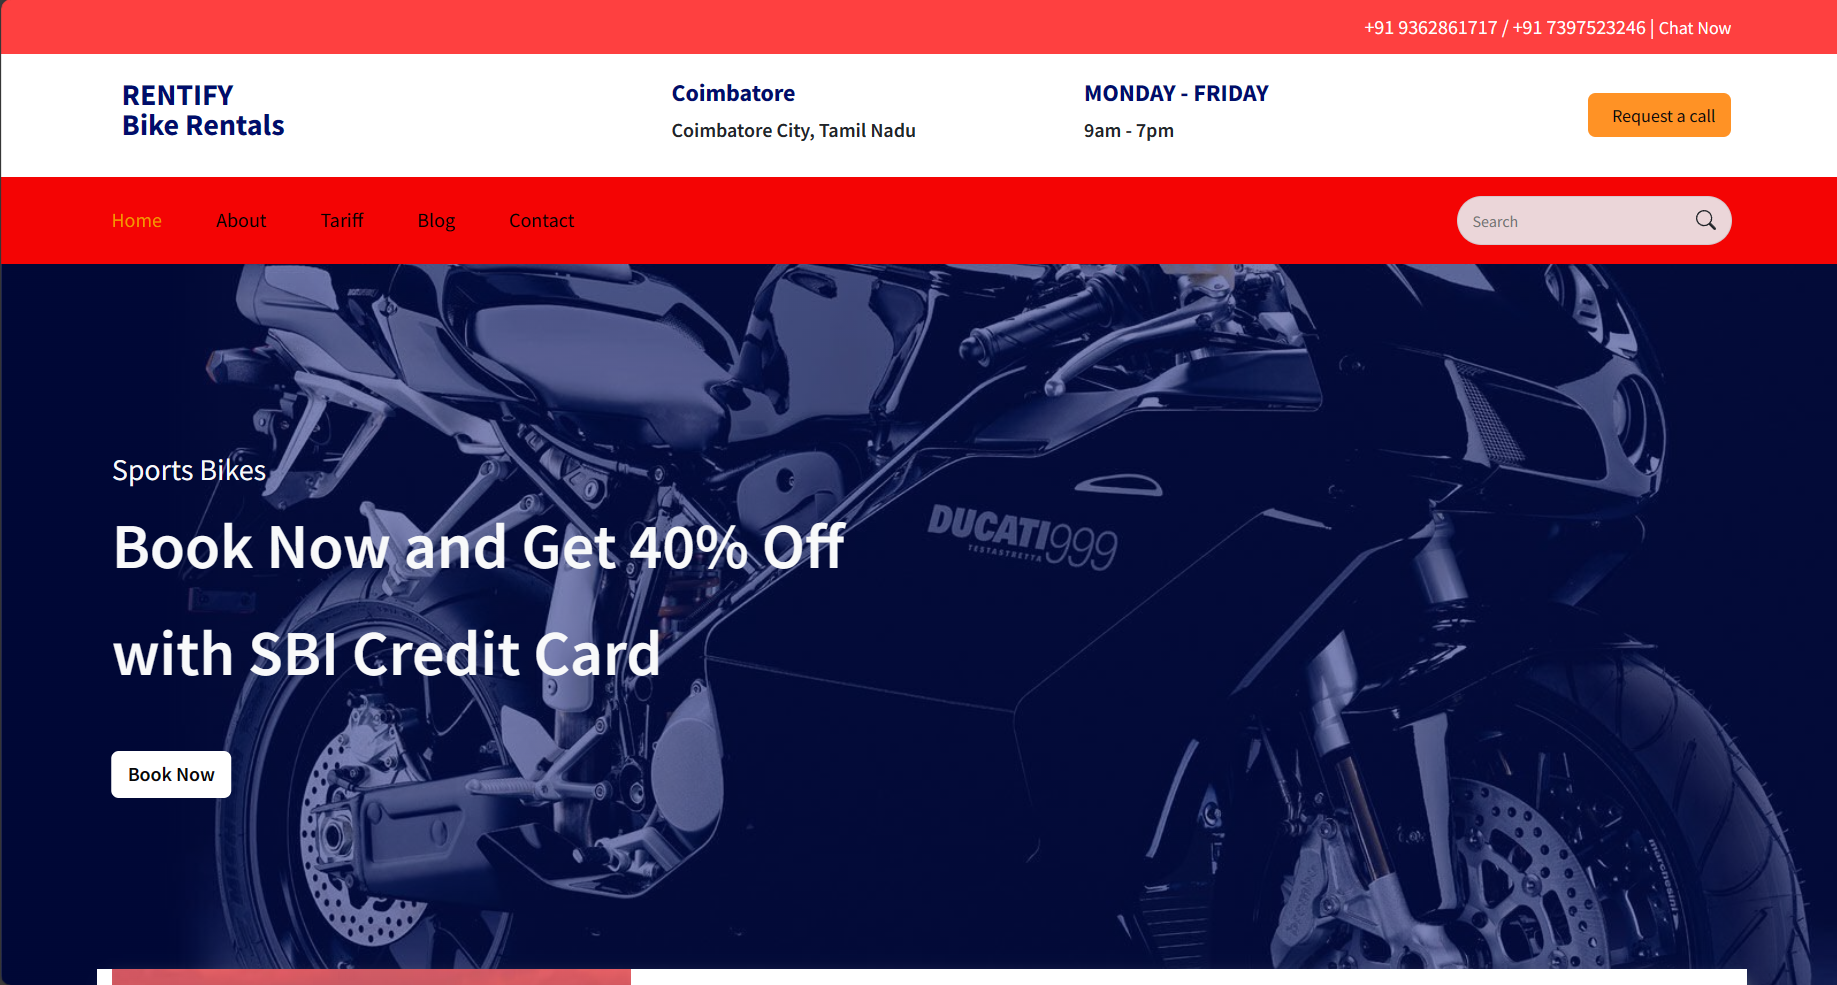 +91 9362861717 / +91 7397523246 | Chat Now
RENTIFY
Bike Rentals
Coimbatore
Coimbatore City, Tamil Nadu
MONDAY - FRIDAY
9am - 7pm
Request a call
Home About Tariff Blog Contact
Search
Sports Bikes
Book Now and Get 40% Off
with SBI Credit Card
Book Now
DUCATI999
TESTASTRETTA
marchesini